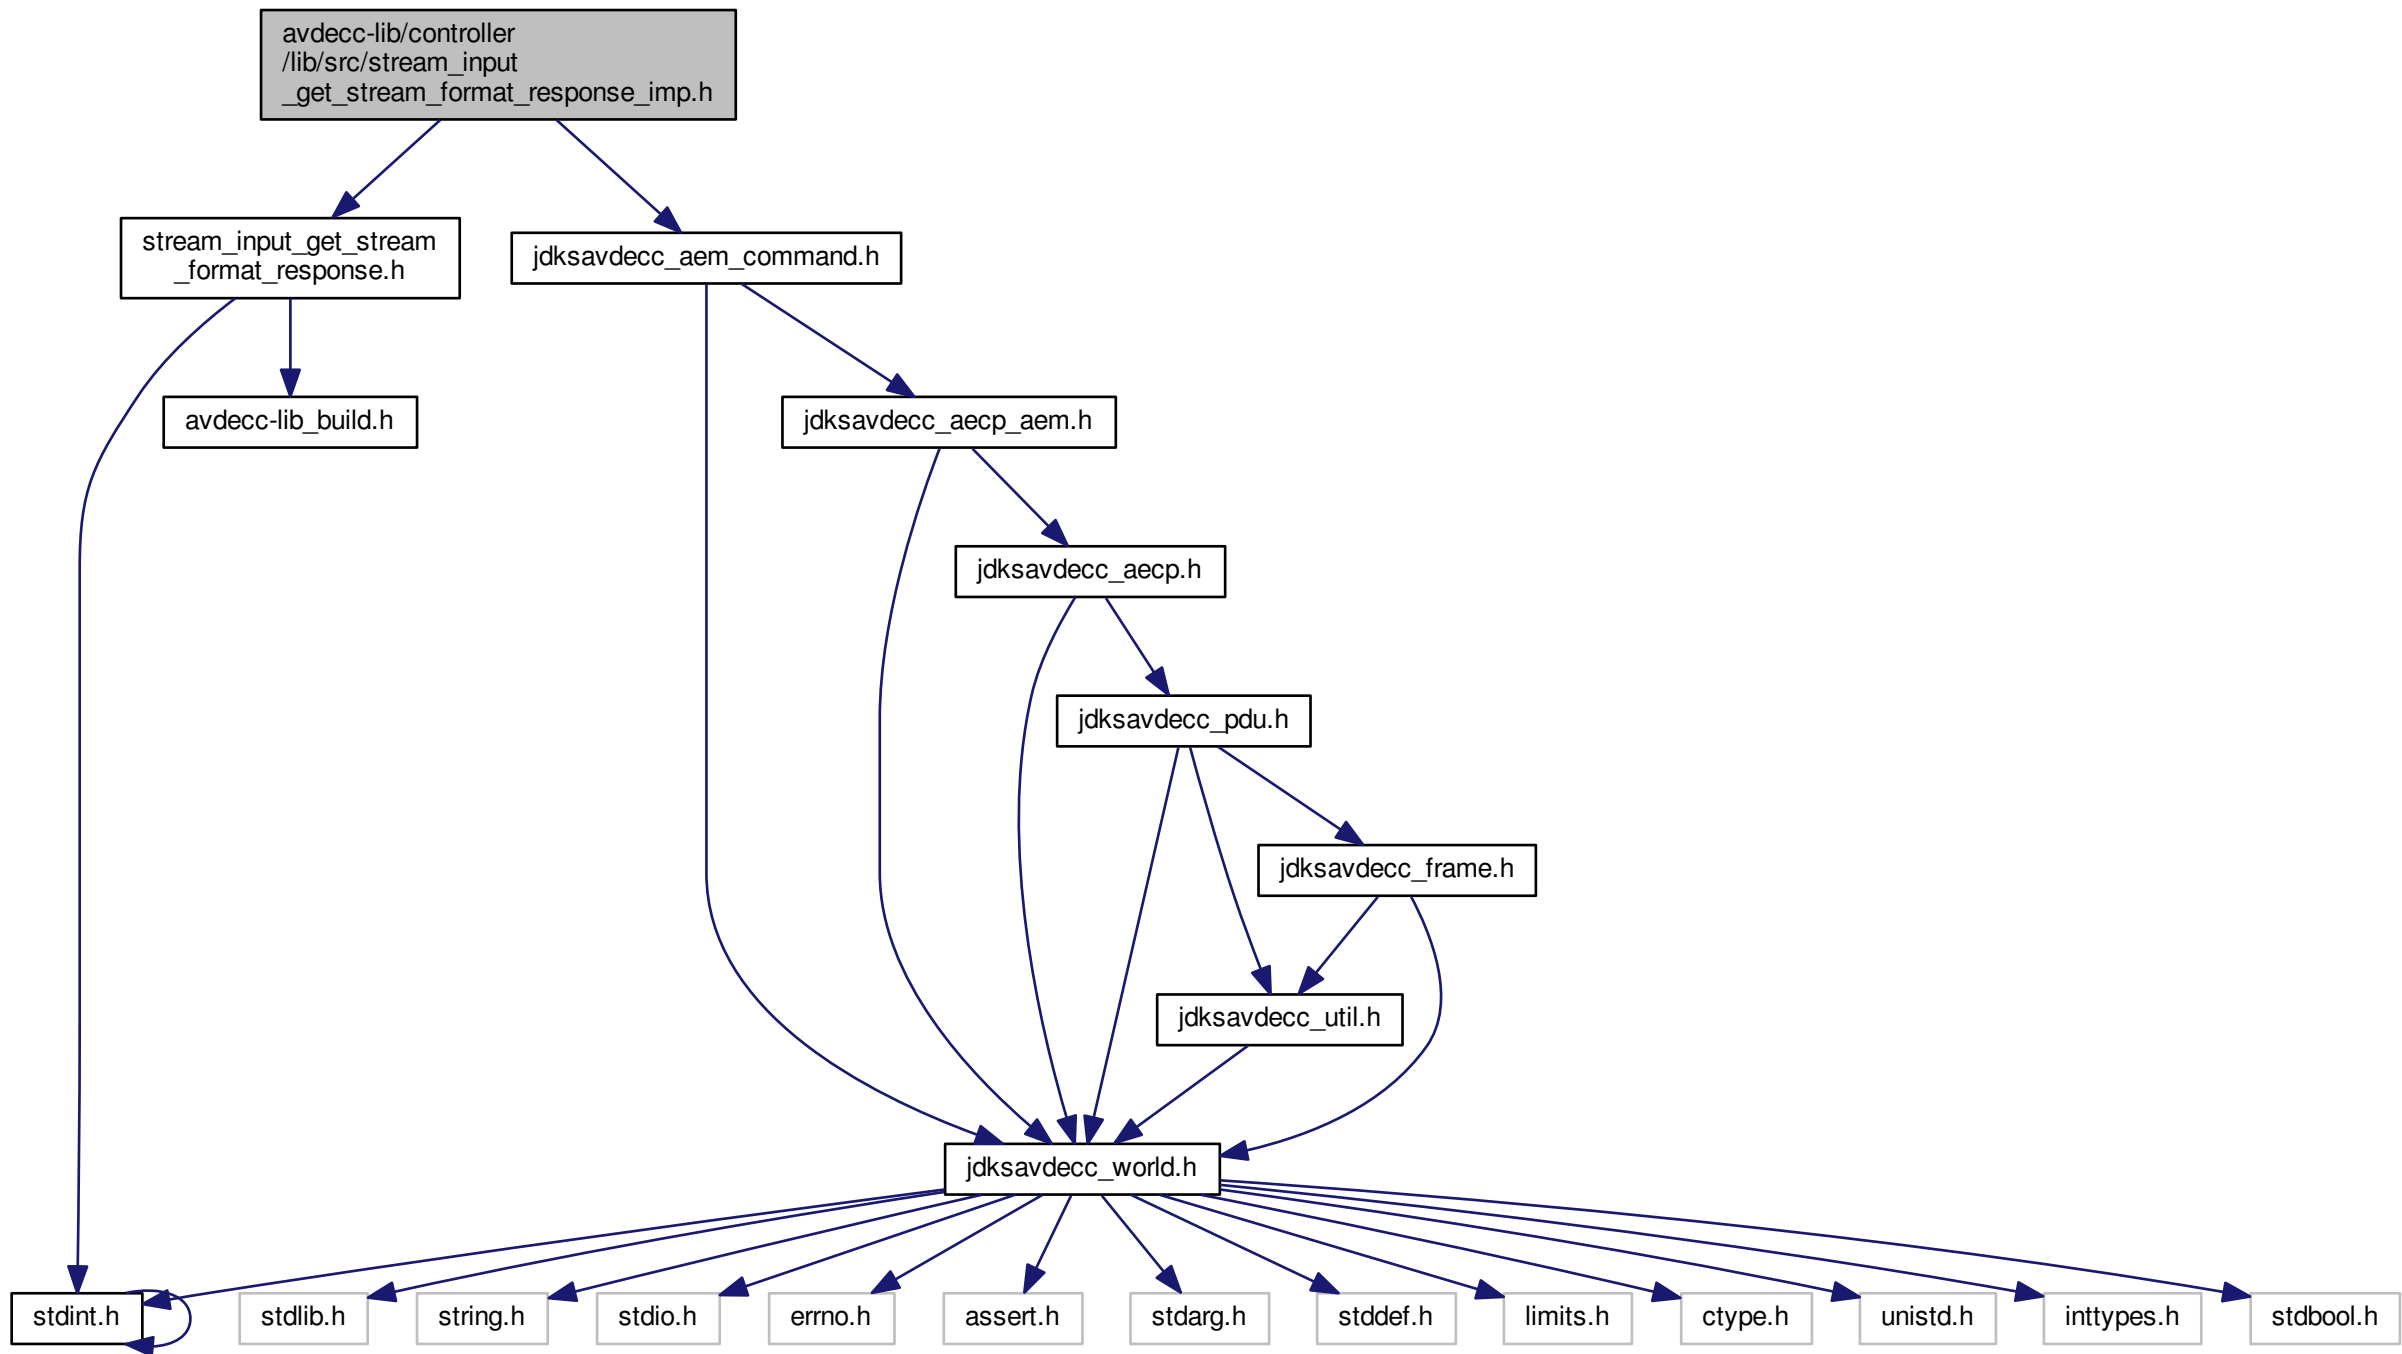 avdecc-lib/controller
/lib/src/stream_input
_get_stream_format_response_imp.h
stream_input_get_stream
_format_response.h
jdksavdecc_aem_command.h
avdecc-lib_build.h
jdksavdecc_aecp_aem.h
jdksavdecc_aecp.h
jdksavdecc_pdu.h
jdksavdecc_frame.h
jdksavdecc_util.h
jdksavdecc_world.h
stdint.h
stdlib.h
string.h
stdio.h
errno.h
assert.h
stdarg.h
stddef.h
limits.h
ctype.h
unistd.h
inttypes.h
stdbool.h